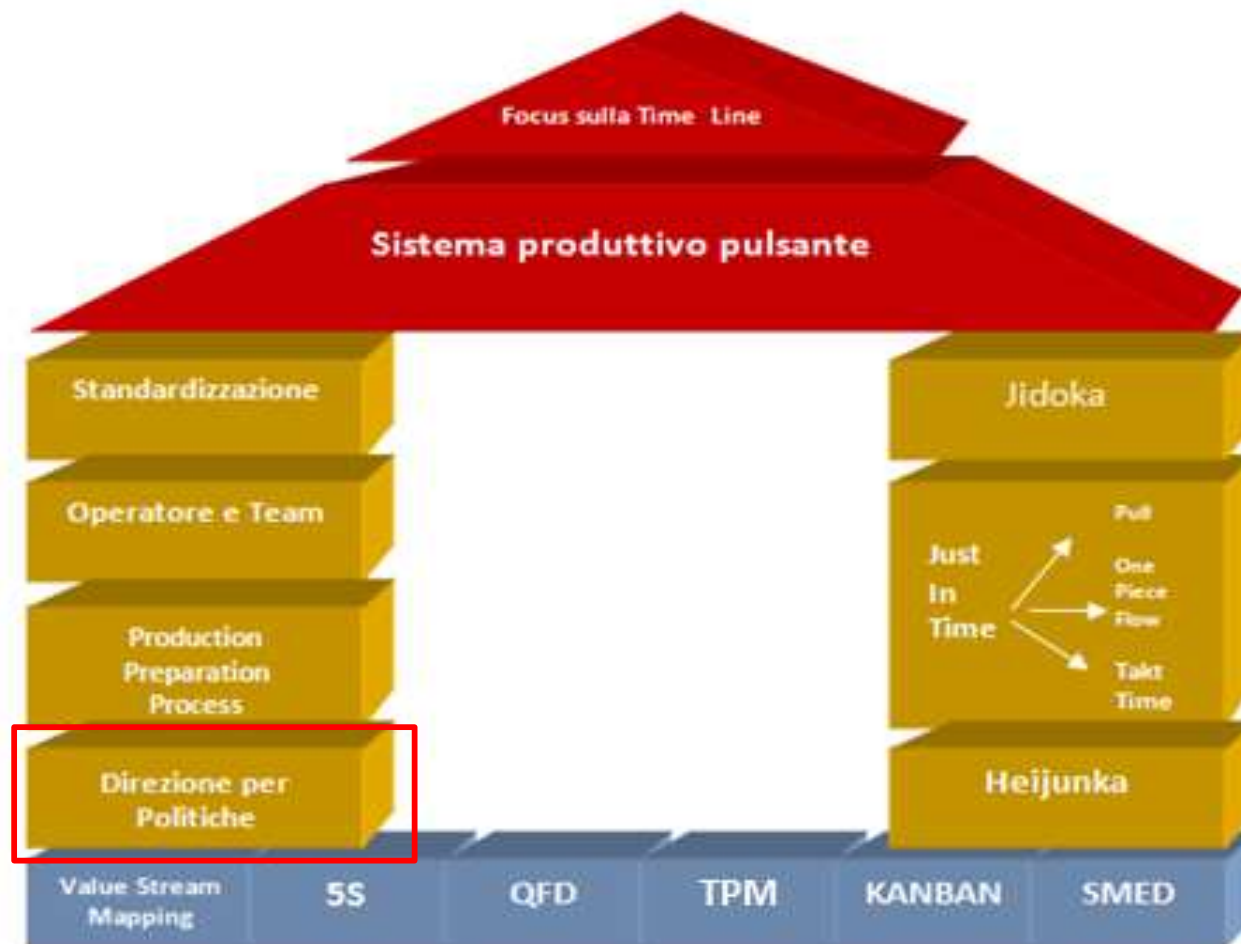 Focus sulla Time Line
Sistema produttivo pulsante
Standardizzazione
Operatore e Team
Production
Preparation
Process
Direzione per
Politiche
Jidoka
Just
In
Time
Pull
One
Piece
Flow
Takt
Time
Heijunka
Value Stream
Mapping
5S
QFD
TPM
KANBAN
SMED